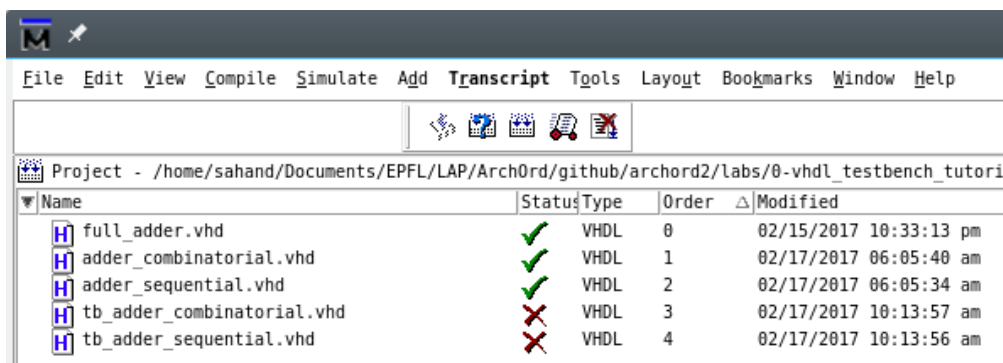 File Edit View Compile Simulate Add Transcript Tools Layout Bookmarks Window Help
Project - /home/sahand/Documents/EPFL/LAP/ArchOrd/github/archord2/labs/0-vhdl_testbench_tutori
Name Status Type Order Modified
full_adder.vhd VHDL 0 02/15/2017 10:33:13 pm
adder_combinatorial.vhd VHDL 1 02/17/2017 06:05:40 am
adder_sequential.vhd VHDL 2 02/17/2017 06:05:34 am
tb_adder_combinatorial.vhd VHDL 3 02/17/2017 10:13:57 am
tb_adder_sequential.vhd VHDL 4 02/17/2017 10:13:56 am